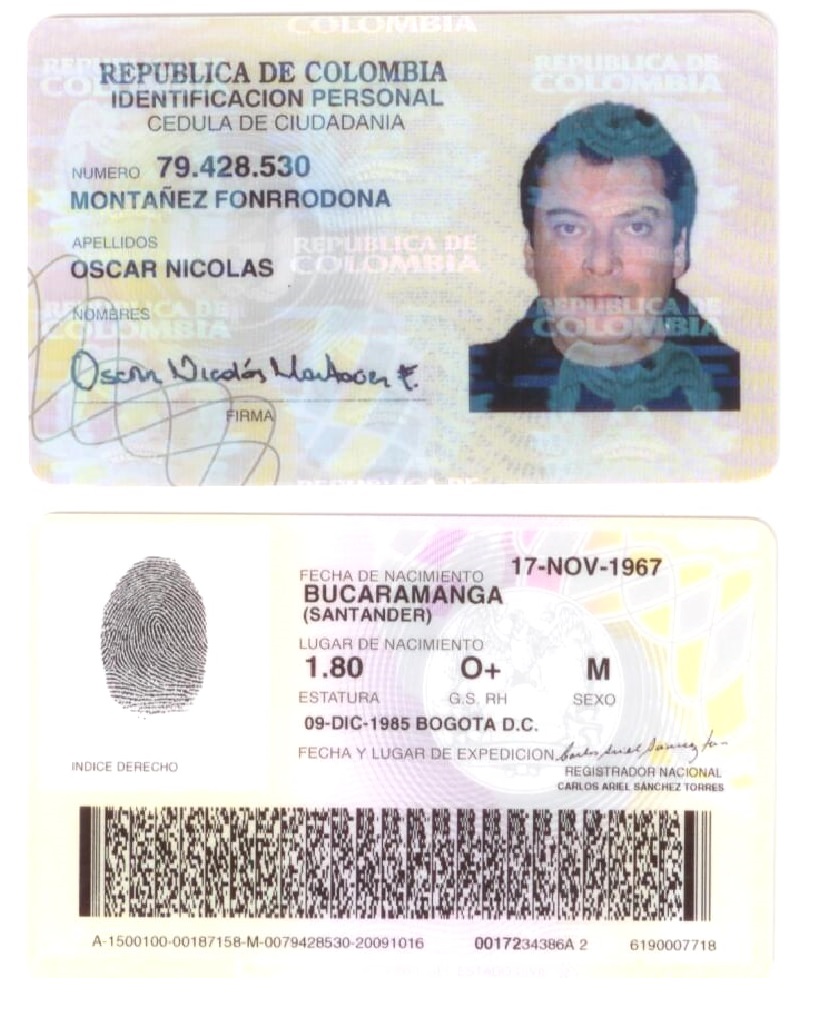 REPUBLICA DE COLOMBIA
IDENTIFICACION PERSONAL
CEDULA DE CIUDADANIA
NUMERO 79.428.530
MONTAÑEZ FONRRODONA
APELLIDOS
OSCAR NICOLAS
NOMBRES
Oscar Nicolás Montañez F.
FIRMA
REPUBLICA DE
COLOMBIA
REPUBLICA DE
COLOMBIA
REPUBLICA DE
COLOMBIA
REPUBLICA DE
COLOMBIA
17-NOV-1967
FECHA DE NACIMIENTO
BUCARAMANGA
(SANTANDER)
LUGAR DE NACIMIENTO
1.80 O+ M
ESTATURA G.S. RH SEXO
09-DIC-1985 BOGOTA D.C.
FECHA Y LUGAR DE EXPEDICION
REGISTRADOR NACIONAL
CARLOS ARIEL SÁNCHEZ TORRES
INDICE DERECHO
A-1500100-00187158-M-0079428530-20091016 0017234386A 2 6190007718